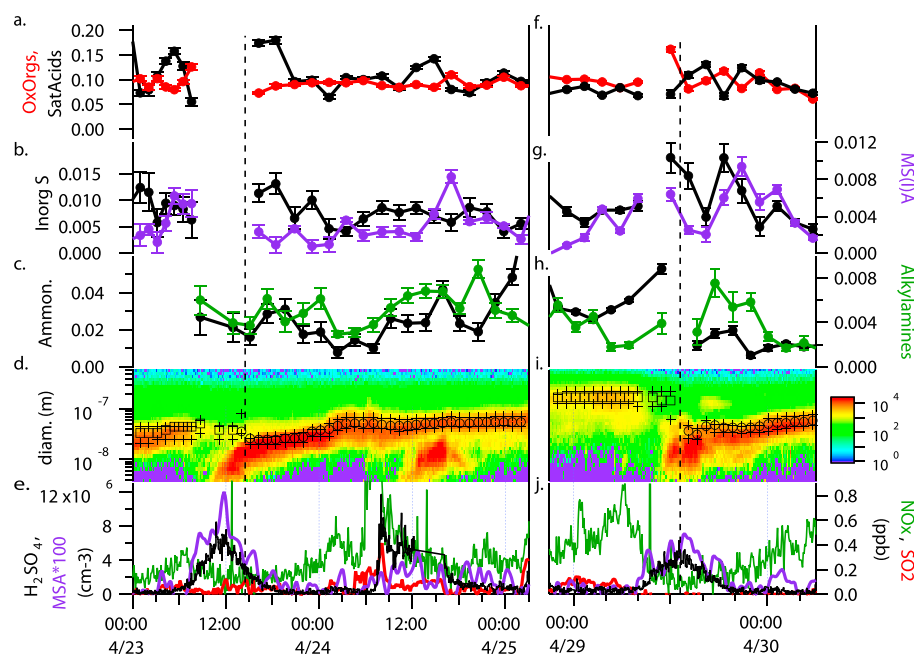 a.
f.
OxOrgs,
SatAcids
0.20
0.15
0.10
0.05
0.00
b.
g.
Inorg S
0.015
0.010
0.005
0.000
0.012
0.008
0.004
0.000
MS(I)A
c.
h.
Ammon.
0.04
0.02
0.00
0.008
0.004
0.000
Alkylamines
d.
i.
diam. (m)
10-7
10-8
10 4
10 2
10 0
10
e.
j.
H2SO4,
MSA*100
(cm-3)
12 x10 6
8
4
0
0.8
0.6
0.4
0.2
0.0
NOx, SO2
(ppb)
00:00 12:00 00:00 12:00 00:00 00:00 00:00
4/23 4/24 4/25 4/29 4/30